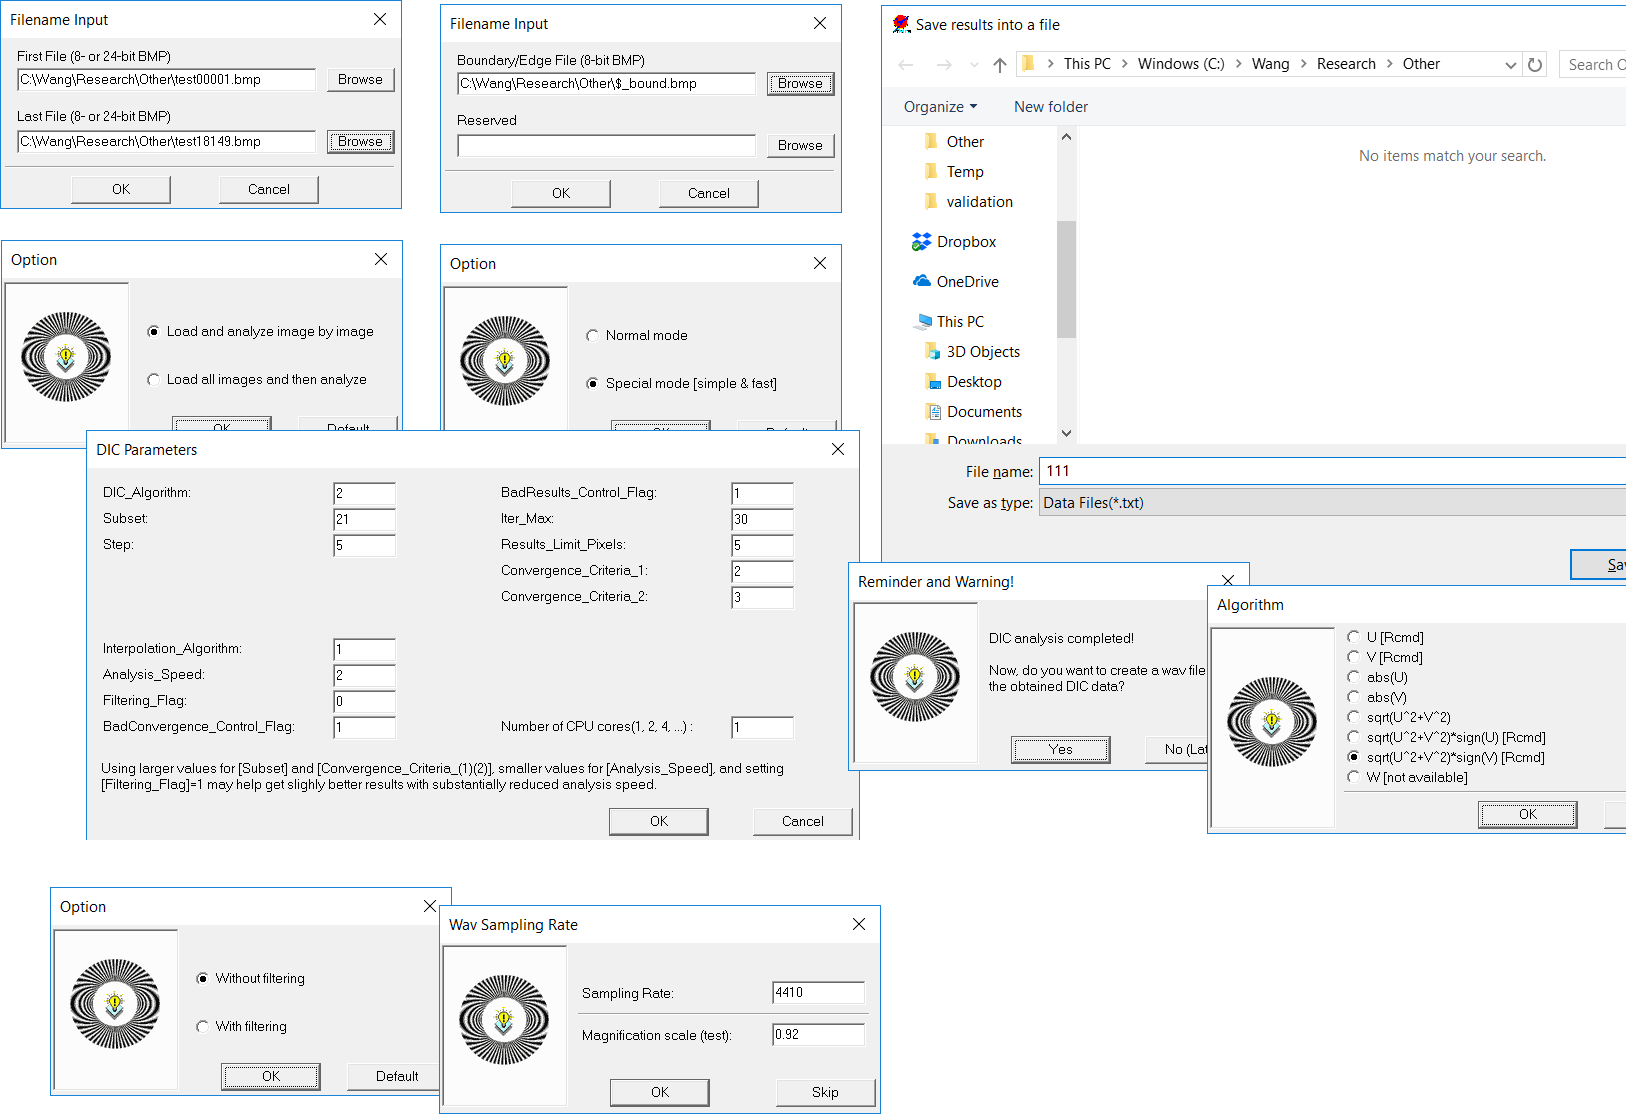 Filename Input
First File (8- or 24-bit BMP)
C:\Wang\Research\Other\test00001.bmp
Browse
Last File (8- or 24-bit BMP)
C:\Wang\Research\Other\test18149.bmp
Browse
OK
Cancel
Filename Input
Boundary/Edge File (8-bit BMP)
C:\Wang\Research\Other\$_bound.bmp
Browse
Reserved
Browse
OK
Cancel
Save results into a file
This PC > Windows (C:) > Wang > Research > Other
Search O
Organize
New folder
Other
Temp
validation
Dropbox
OneDrive
This PC
3D Objects
Desktop
Documents
Downloads
No items match your search.
File name: 111
Save as type: Data Files(*.txt)
Sav
Option
Load and analyze image by image
Load all images and then analyze
OK
Default
Option
Normal mode
Special mode [simple & fast]
DIC Parameters
DIC_Algorithm: 2
Subset: 21
Step: 5
BadResults_Control_Flag: 1
Iter_Max: 30
Results_Limit_Pixels: 5
Convergence_Criteria_1: 2
Convergence_Criteria_2: 3
Interpolation_Algorithm: 1
Analysis_Speed: 2
Filtering_Flag: 0
BadConvergence_Control_Flag: 1
Number of CPU cores(1, 2, 4, ...) : 1
Using larger values for [Subset] and [Convergence_Criteria_(1)(2)], smaller values for [Analysis_Speed], and setting
[Filtering_Flag]=1 may help get slighly better results with substantially reduced analysis speed.
OK
Cancel
Reminder and Warning!
DIC analysis completed!
Now, do you want to create a wav file
the obtained DIC data?
Yes
No (Lat
Algorithm
U [Rcmd]
V [Rcmd]
abs(U)
abs(V)
sqrt(U^2+V^2)
sqrt(U^2+V^2)*sign(U) [Rcmd]
sqrt(U^2+V^2)*sign(V) [Rcmd]
W [not available]
OK
Option
Without filtering
With filtering
OK
Default
Wav Sampling Rate
Sampling Rate: 4410
Magnification scale (test): 0.92
OK
Skip